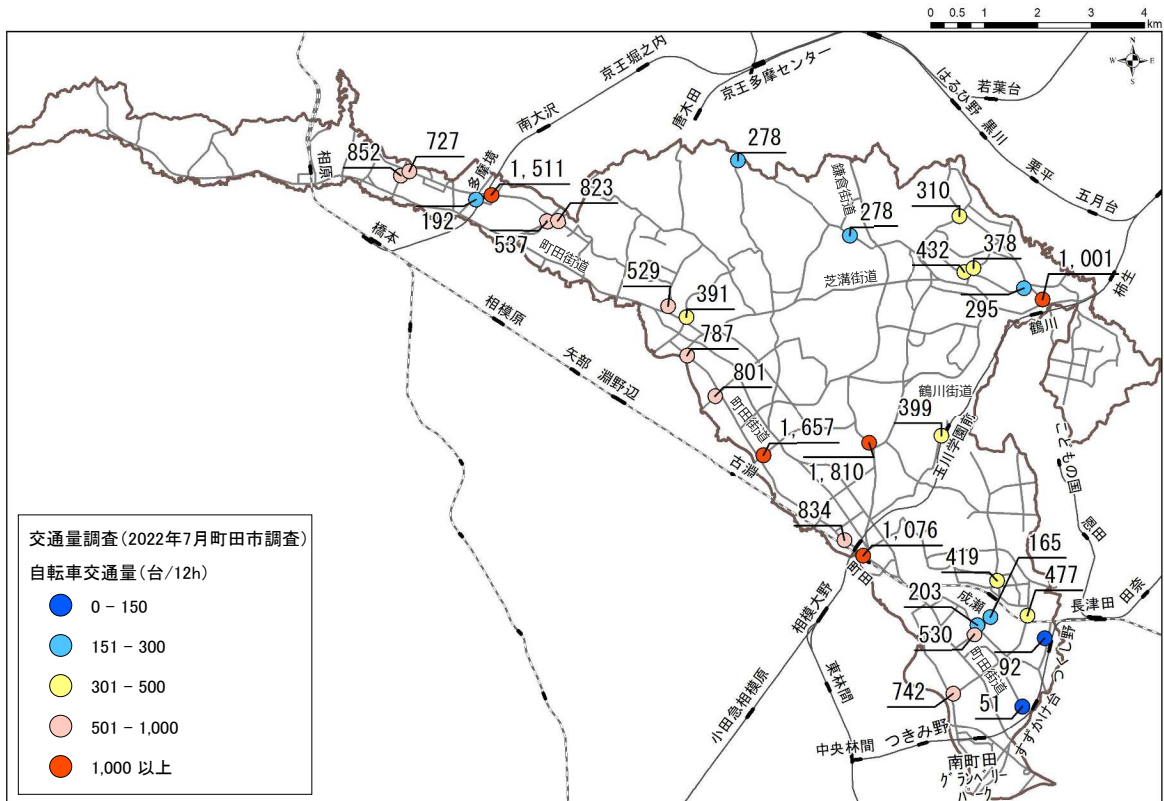 0 0.5 1 2 3 4
km
N
W E
S
京王堀之内
京王多摩センター
唐木田
南大沢
はるひ野
黒川
若葉台
栗平
五月台
柿生
相原
852
727
多摩境
1,511
192
823
537
橋本
町田街道
278
鎌倉街道
278
310
432
378
1,001
295
鶴川
芝溝街道
529
391
787
801
相模原
矢部
淵野辺
町田街道
鶴川街道
399
玉川学園前
1,657
1,810
古淵
こどもの国
恩田
834
1,076
町田
419
165
477
成瀬
203
530
92
長津田
田奈
つくし野
町田街道
742
51
すずかけ台
相模大野
東林間
小田急相模原
中央林間
つきみ野
南町田
グランベリー
パーク
交通量調査(2022年7月町田市調査)
自転車交通量(台/12h)
0 - 150
151 - 300
301 - 500
501 - 1,000
1,000 以上